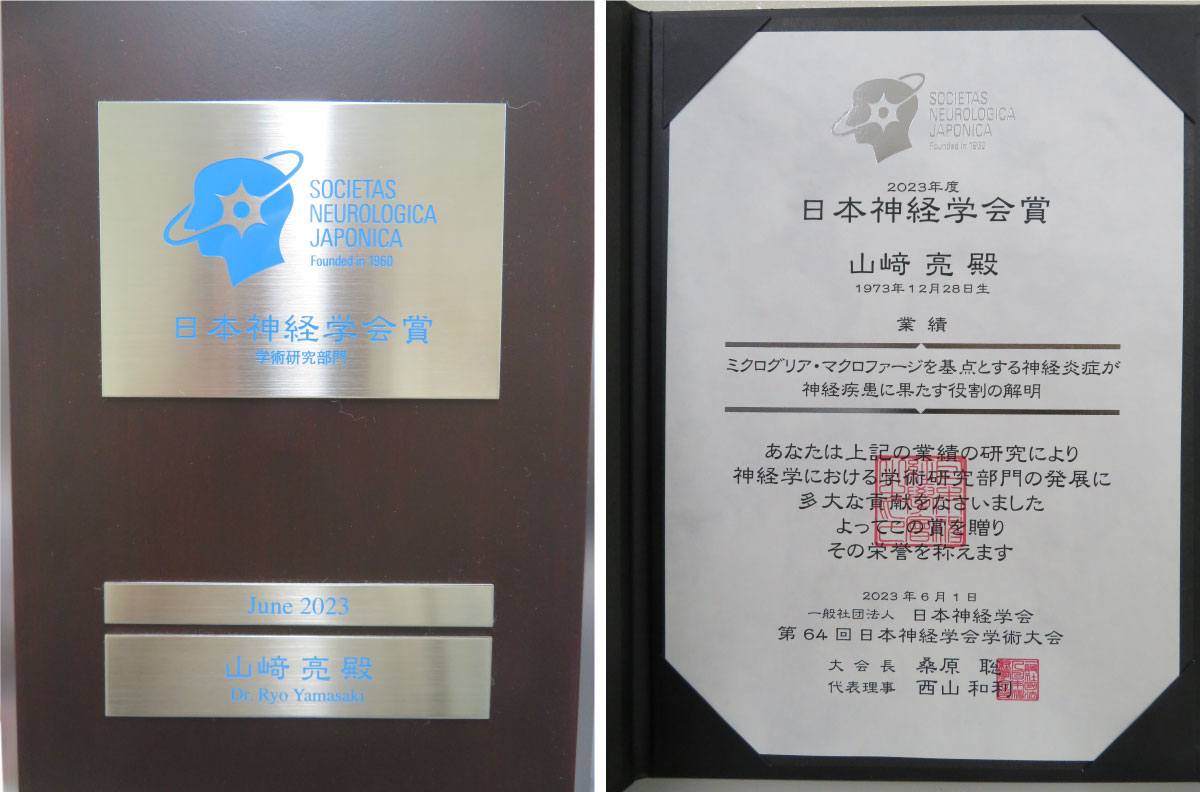 SOCIETAS
NEUROLOGICA
JAPONICA
Founded in 1960
日本神経学会賞
学術研究部門
June 2023
山﨑 亮 殿
Dr. Ryo Yamasaki
SOCIETAS
NEUROLOGICA
JAPONICA
Founded in 1960
2023年度
日本神経学会賞
山﨑 亮 殿
1973年12月28日生
業績
ミクログリア・マクロファージを基点とする神経炎症が
神経疾患に果たす役割の解明
あなたは上記の業績の研究により
神経学における学術研究部門の発展に
多大な貢献をなさいました
よってこの賞を贈り
その栄誉を称えます
2023年6月1日
一般社団法人 日本神経学会
第64回日本神経学会学術大会
大会長 桑原 聡
代表理事 西山 和利